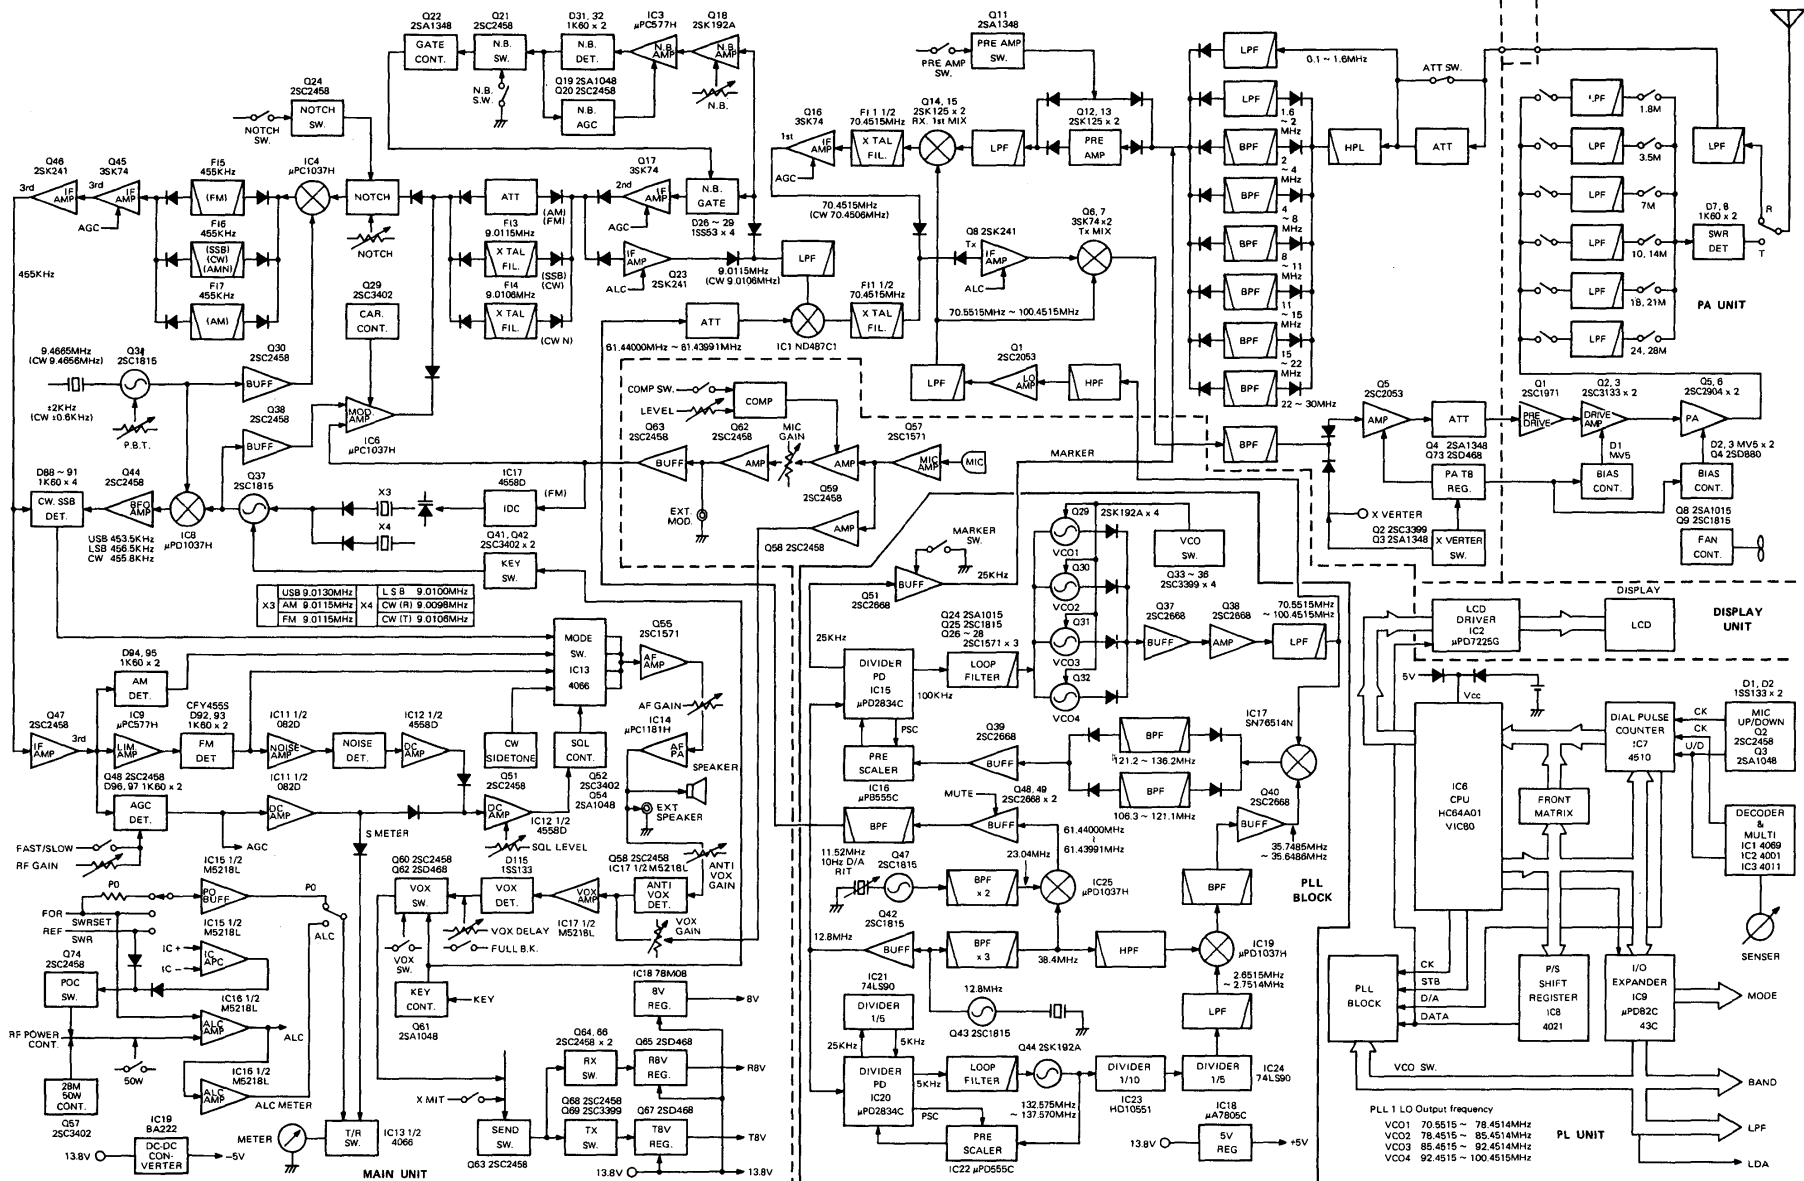 Q22
2SA1348
GATE
CONT.
Q21
2SC2458
N.B.
SW.
N.B.
S.W.
D31, 32
1K60 x 2
N.B.
DET.
Q19 2SA1048
Q20 2SC2458
N.B.
AGC
IC3
μPC577H
N.B.
AMP
Q18
2SK192A
N.B.
AMP
N.B.
Q11
2SA1348
PRE AMP
SW.
PRE AMP
SW.
Q24
2SC2458
NOTCH
SW.
NOTCH
SW.
Q46
2SK241
3rd
IF
AMP
Q45
3SK74
3rd
IF
AMP
AGC
FI5
455KHz
(FM)
FI6
455KHz
(SSB)
(CW)
(AMN)
FI7
455KHz
(AM)
IC4
μPC1037H
NOTCH
NOTCH
ATT
(AM)
(FM)
FI3
9.0115MHz
X TAL
FIL.
(SSB)
(CW)
FI4
9.0106MHz
X TAL
FIL.
(CW N)
Q17
3SK74
2nd
IF
AMP
AGC
N.B.
GATE
D26 ~ 29
1SS53 x 4
IF
AMP
Q23
2SK241
ALC
9.0115MHz
(CW 9.0106MHz)
LPF
ATT
IC1 ND487C1
FI1 1/2
70.4515MHz
X TAL
FIL.
61.44000MHz ~ 61.43991MHz
Q16
3SK74
1st
IF
AMP
AGC
FI1 1/2
70.4515MHz
X TAL
FIL.
70.4515MHz
(CW 70.4506MHz)
Q14, 15
2SK125 x 2
RX. 1st MIX
LPF
Q12, 13
2SK125 x 2
PRE
AMP
Q8 2SK241
Tx
IF
AMP
ALC
Q6, 7
3SK74 x2
Tx MIX
70.5515MHz ~ 100.4515MHz
LPF
Q1
2SC2053
LO
AMP
HPF
LPF
0.1 ~ 1.6MHz
LPF
1.6
~ 2
MHz
BPF
2
~ 4
MHz
BPF
4
~ 8
MHz
BPF
8
~ 11
MHz
BPF
11
~ 15
MHz
BPF
15
~ 22
MHz
BPF
22 ~ 30MHz
BPF
ATT SW.
HPL
ATT
LPF
1.8M
LPF
3.5M
LPF
7M
LPF
10, 14M
LPF
18, 21M
LPF
24, 28M
LPF
D7, 8
1K60 x 2
SWR
DET
R
T
PA UNIT
Q5
2SC2053
AMP
ATT
Q4 2SA1348
Q73 2SD468
PA T8
REG.
Q1
2SC1971
PRE
DRIVE
Q2, 3
2SC3133 x 2
DRIVE
AMP
D1
MV5
BIAS
CONT.
Q5, 6
2SC2904 x 2
PA
D2, 3 MV5 x 2
Q4 2SD880
BIAS
CONT.
Q8 2SA1015
Q9 2SC1815
FAN
CONT.
X VERTER
Q2 2SC3399
Q3 2SA1348
X VERTER
SW.
455KHz
9.4665MHz
(CW 9.4656MHz)
±2KHz
(CW ±0.6KHz)
Q31
2SC1815
P.B.T.
Q30
2SC2458
BUFF
Q38
2SC2458
BUFF
Q29
2SC3402
CAR.
CONT.
MOD.
AMP
IC6
μPC1037H
D88 ~ 91
1K60 x 4
CW SSB
DET.
Q44
2SC2458
BFO
AMP
USB 453.5KHz
LSB 456.5KHz
CW 455.8KHz
IC8
μPD1037H
Q37
2SC1815
X3
X4
IC17
4558D
IDC
(FM)
Q41, Q42
2SC3402 x 2
KEY
SW.
X3
USB 9.0130MHz
AM 9.0115MHz
FM 9.0115MHz
X4
LSB 9.0100MHz
CW (R) 9.0098MHz
CW (T) 9.0106MHz
COMP SW.
LEVEL
COMP
Q63
2SC2458
BUFF
Q62
2SC2458
AMP
MIC
GAIN
AMP
Q59
2SC2458
Q57
2SC1571
MIC
AMP
MIC
EXT.
MOD.
AMP
Q58 2SC2458
MARKER
MARKER
SW.
BUFF
25KHz
Q51
2SC2668
25KHz
DIVIDER
PD
IC15
μPD2834C
100KHz
PSC
PRE
SCALER
IC16
μPB555C
Q24 2SA1015
Q25 2SC1815
Q26 ~ 28
2SC1571 x 3
LOOP
FILTER
Q29
2SK192A x 4
VCO1
Q30
VCO2
Q31
VCO3
Q32
VCO4
VCO
SW.
Q33 ~ 36
2SC3399 x 4
Q37
2SC2668
BUFF
Q38
2SC2668
AMP
70.5515MHz
~ 100.4515MHz
LPF
Q39
2SC2668
BUFF
BPF
121.2 ~ 136.2MHz
BPF
106.3 ~ 121.1MHz
IC17
SN76514N
Q40
2SC2668
BUFF
35.7485MHz
~ 35.6486MHz
MUTE
Q48, 49
2SC2668 x 2
BUFF
BPF
61.44000MHz
~
61.43991MHz
11.52MHz
10Hz D/A
RIT
Q47
2SC1815
BPF
x 2
23.04MHz
IC25
μPD1037H
BPF
PLL
BLOCK
12.8MHz
Q42
2SC1815
BUFF
BPF
x 3
38.4MHz
HPF
IC19
μPD1037H
12.8MHz
Q43 2SC1815
2.6515MHz
~ 2.7514MHz
LPF
IC21
74LS90
DIVIDER
1/5
25KHz
5KHz
DIVIDER
PD
IC20
μPD2834C
5KHz
PSC
LOOP
FILTER
Q44 2SK192A
132.575MHz
~ 137.570MHz
DIVIDER
1/10
IC23
HD10551
DIVIDER
1/5
IC24
74LS90
PRE
SCALER
IC22 μPD555C
13.8V
IC18
μA7805C
5V
REG
+5V
DISPLAY
UNIT
LCD
DRIVER
IC2
μPD7225G
DISPLAY
LCD
5V
Vcc
IC6
CPU
HC64A01
VIC80
DIAL PULSE
COUNTER
IC7
4510
CK
CK
U/D
D1, D2
1SS133 x 2
MIC
UP/DOWN
Q2
2SC2458
Q3
2SA1048
FRONT
MATRIX
DECODER
&
MULTI
IC1 4069
IC2 4001
IC3 4011
SENSER
PLL
BLOCK
CK
STB
D/A
DATA
P/S
SHIFT
REGISTER
IC8
4021
I/O
EXPANDER
IC9
μPD82C
43C
MODE
VCO SW.
BAND
LPF
LDA
PLL 1 LO Output frequency
VCO1 70.5515 ~ 78.4514MHz
VCO2 78.4515 ~ 85.4514MHz
VCO3 85.4515 ~ 92.4514MHz
VCO4 92.4515 ~ 100.4515MHz
PL UNIT
MODE
SW.
IC13
4066
Q55
2SC1571
AF
AMP
AF GAIN
IC14
μPC1181H
AF
PA
SPEAKER
EXT
SPEAKER
D94, 95
1K60 x 2
AM
DET.
Q47
2SC2458
IF
AMP
3rd
IC9
μPC577H
LIM.
AMP
CFY455S
D92, 93
1K60 x 2
FM
DET
IC11 1/2
082D
NOISE
AMP
NOISE
DET.
IC12 1/2
4558D
DC
AMP
CW
SIDETONE
SQL
CONT.
Q52
2SC3402
Q54
2SA1048
Q48 2SC2458
D96, 97 1K60 x 2
AGC
DET.
FAST/SLOW
RF GAIN
AGC
IC11 1/2
082D
DC
AMP
S METER
Q51
2SC2458
DC
AMP
IC12 1/2
4558D
SQL LEVEL
P0
FOR
SWRSET
REF
SWR
IC15 1/2
M5218L
PO
BUFF
IC15 1/2
M5218L
IC +
IC −
IC
APC
P0
ALC
Q74
2SC2458
POC
SW.
RF POWER
CONT.
50W
28M
50W
CONT.
Q57
2SC3402
IC16 1/2
M5218L
ALC
AMP
ALC
IC16 1/2
M5218L
ALC
AMP
ALC METER
IC19
BA222
13.8V
DC-DC
CON-
VERTER
−5V
METER
T/R
SW.
IC13 1/2
4066
MAIN UNIT
Q60 2SC2458
Q62 2SD468
VOX
SW.
VOX
SW.
D115
1SS133
VOX
DET.
VOX DELAY
FULL B.K.
VOX
AMP
IC17 1/2
M5218L
Q58 2SC2458
IC17 1/2 M5218L
ANTI
VOX
DET.
ANTI
VOX
GAIN
VOX
GAIN
KEY
CONT.
KEY
Q61
2SA1048
IC18 78M08
8V
REG.
8V
Q64, 66
2SC2458 x 2
RX
SW.
Q65 2SD468
R8V
REG.
R8V
X MIT
SEND
SW.
Q63 2SC2458
Q68 2SC2458
Q69 2SC3399
TX
SW.
Q67 2SD468
T8V
REG.
T8V
13.8V
13.8V